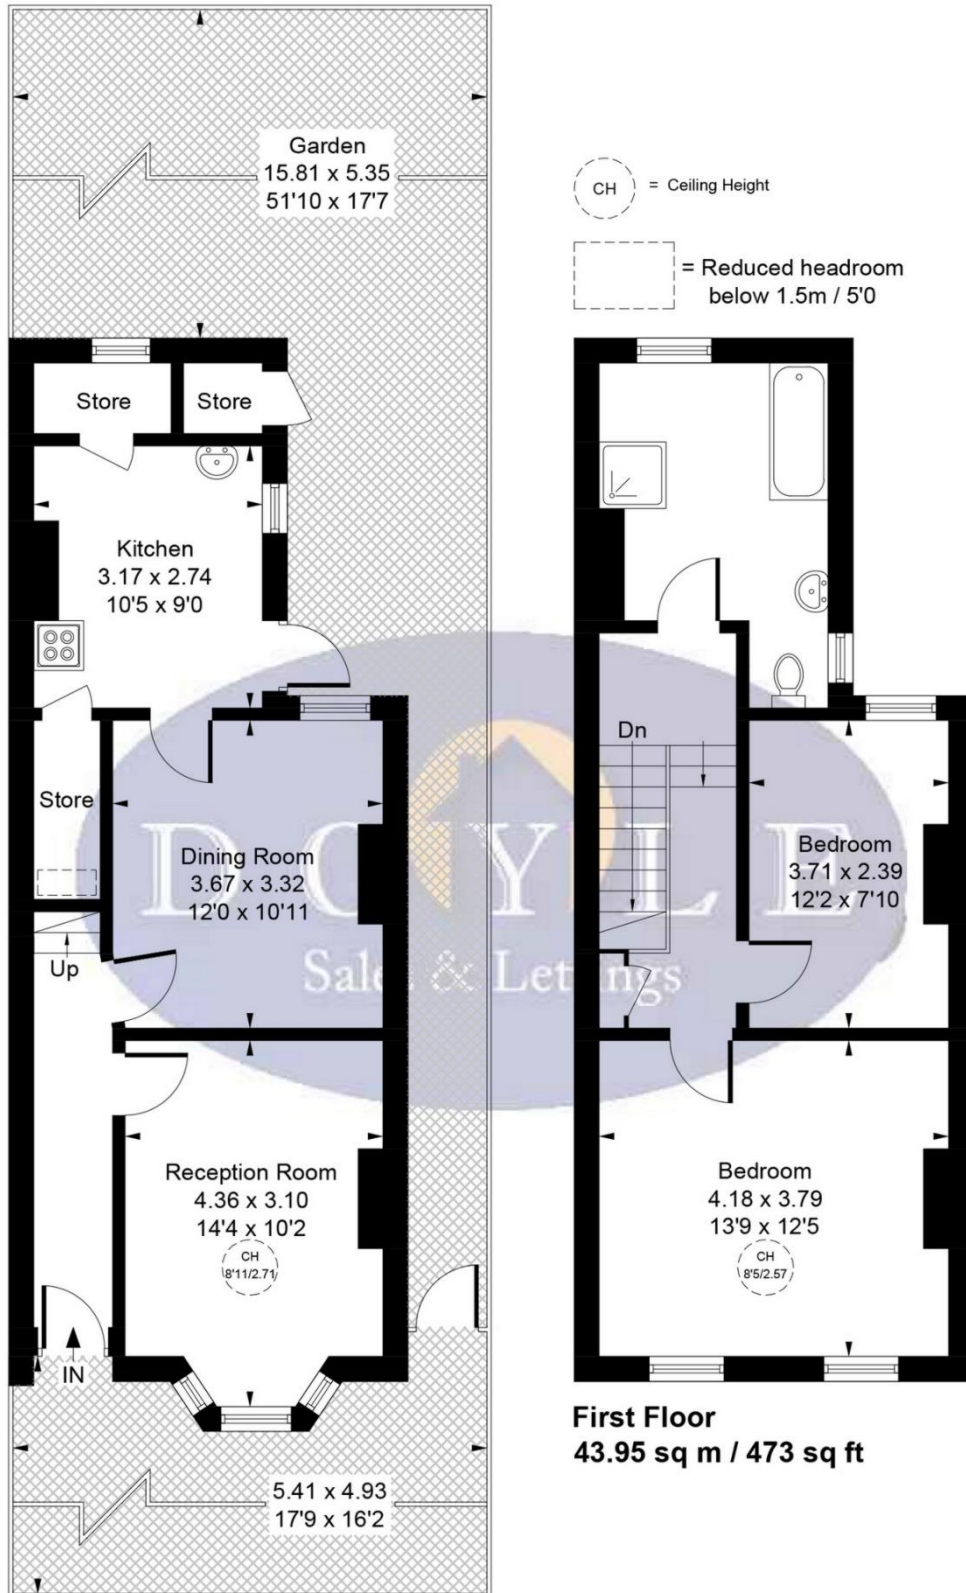 Garden
15.81 x 5.35
51'10 x 17'7
CH
= Ceiling Height
= Reduced headroom
below 1.5m / 5'0
Store
Store
Kitchen
3.17 x 2.74
10'5 x 9'0
Store
Dining Room
3.67 x 3.32
12'0 x 10'11
Up
Reception Room
4.36 x 3.10
14'4 x 10'2
CH
8'11/2.71
IN
5.41 x 4.93
17'9 x 16'2
Dn
Bedroom
3.71 x 2.39
12'2 x 7'10
Bedroom
4.18 x 3.79
13'9 x 12'5
CH
8'5/2.57
First Floor
43.95 sq m / 473 sq ft
DOYLE
Sales & Lettings